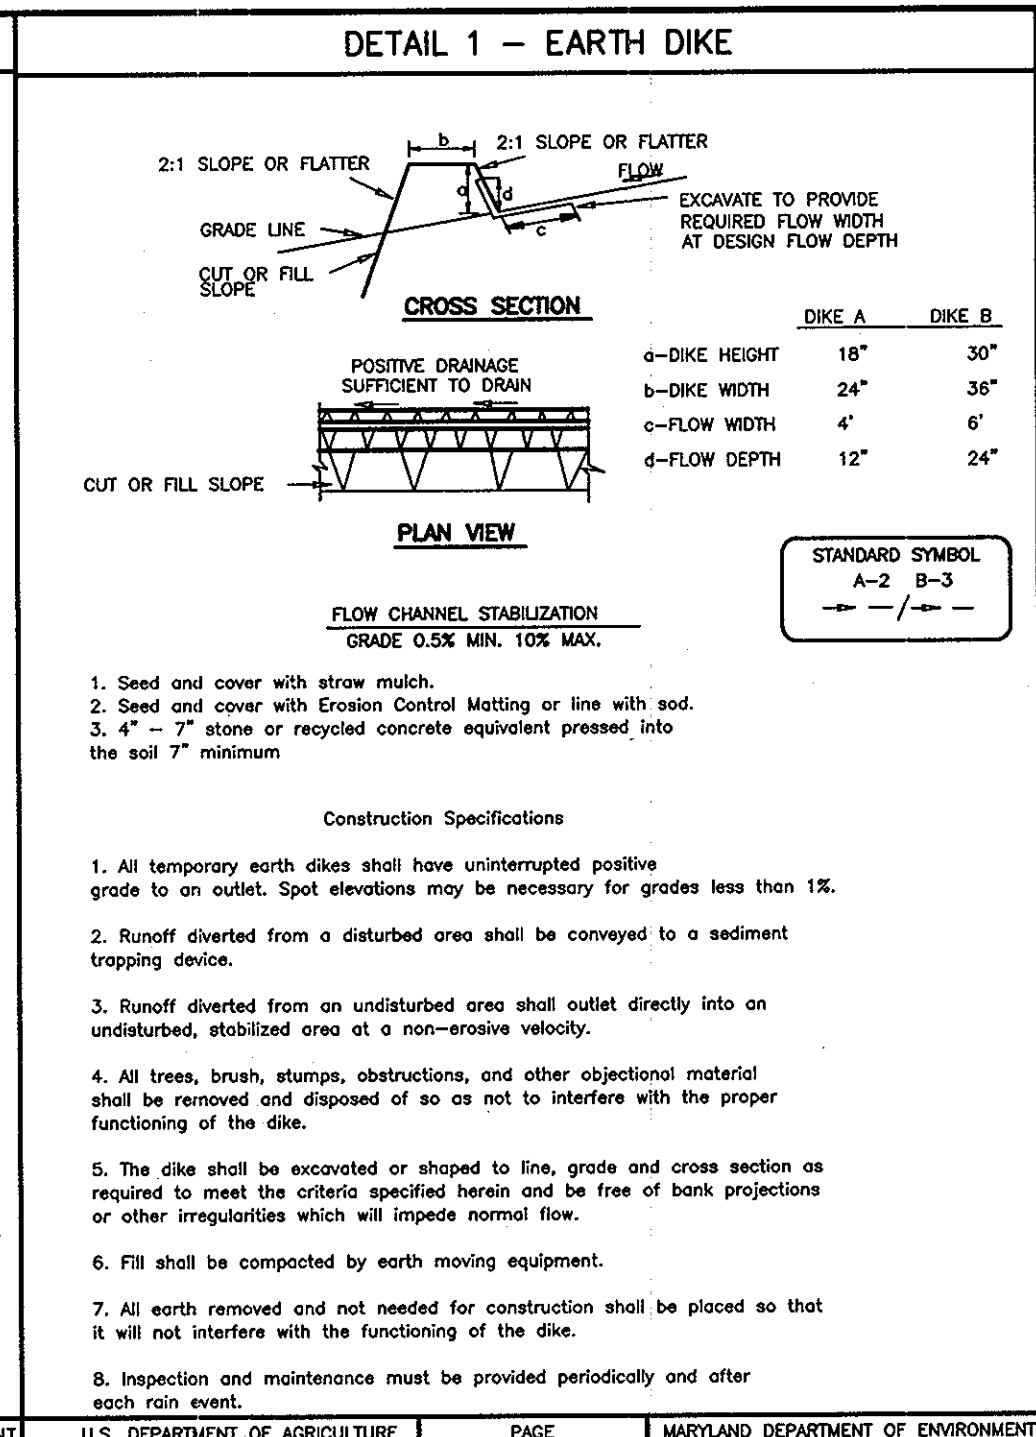 DETAIL 1 – EARTH DIKE
b
2:1 SLOPE OR FLATTER
2:1 SLOPE OR FLATTER
FLOW
a
d
EXCAVATE TO PROVIDE
REQUIRED FLOW WIDTH
AT DESIGN FLOW DEPTH
GRADE LINE
c
CUT OR FILL
SLOPE
CROSS SECTION
DIKE A DIKE B
a-DIKE HEIGHT 18" 30"
b-DIKE WIDTH 24" 36"
c-FLOW WIDTH 4' 6'
d-FLOW DEPTH 12" 24"
POSITIVE DRAINAGE
SUFFICIENT TO DRAIN
CUT OR FILL SLOPE
PLAN VIEW
STANDARD SYMBOL
A-2 B-3
FLOW CHANNEL STABILIZATION
GRADE 0.5% MIN. 10% MAX.
1. Seed and cover with straw mulch.
2. Seed and cover with Erosion Control Matting or line with sod.
3. 4" – 7" stone or recycled concrete equivalent pressed into
the soil 7" minimum
Construction Specifications
1. All temporary earth dikes shall have uninterrupted positive
grade to an outlet. Spot elevations may be necessary for grades less than 1%.
2. Runoff diverted from a disturbed area shall be conveyed to a sediment
trapping device.
3. Runoff diverted from an undisturbed area shall outlet directly into an
undisturbed, stabilized area at a non-erosive velocity.
4. All trees, brush, stumps, obstructions, and other objectional material
shall be removed and disposed of so as not to interfere with the proper
functioning of the dike.
5. The dike shall be excavated or shaped to line, grade and cross section as
required to meet the criteria specified herein and be free of bank projections
or other irregularities which will impede normal flow.
6. Fill shall be compacted by earth moving equipment.
7. All earth removed and not needed for construction shall be placed so that
it will not interfere with the functioning of the dike.
8. Inspection and maintenance must be provided periodically and after
each rain event.
U.S. DEPARTMENT OF AGRICULTURE PAGE MARYLAND DEPARTMENT OF ENVIRONMENT